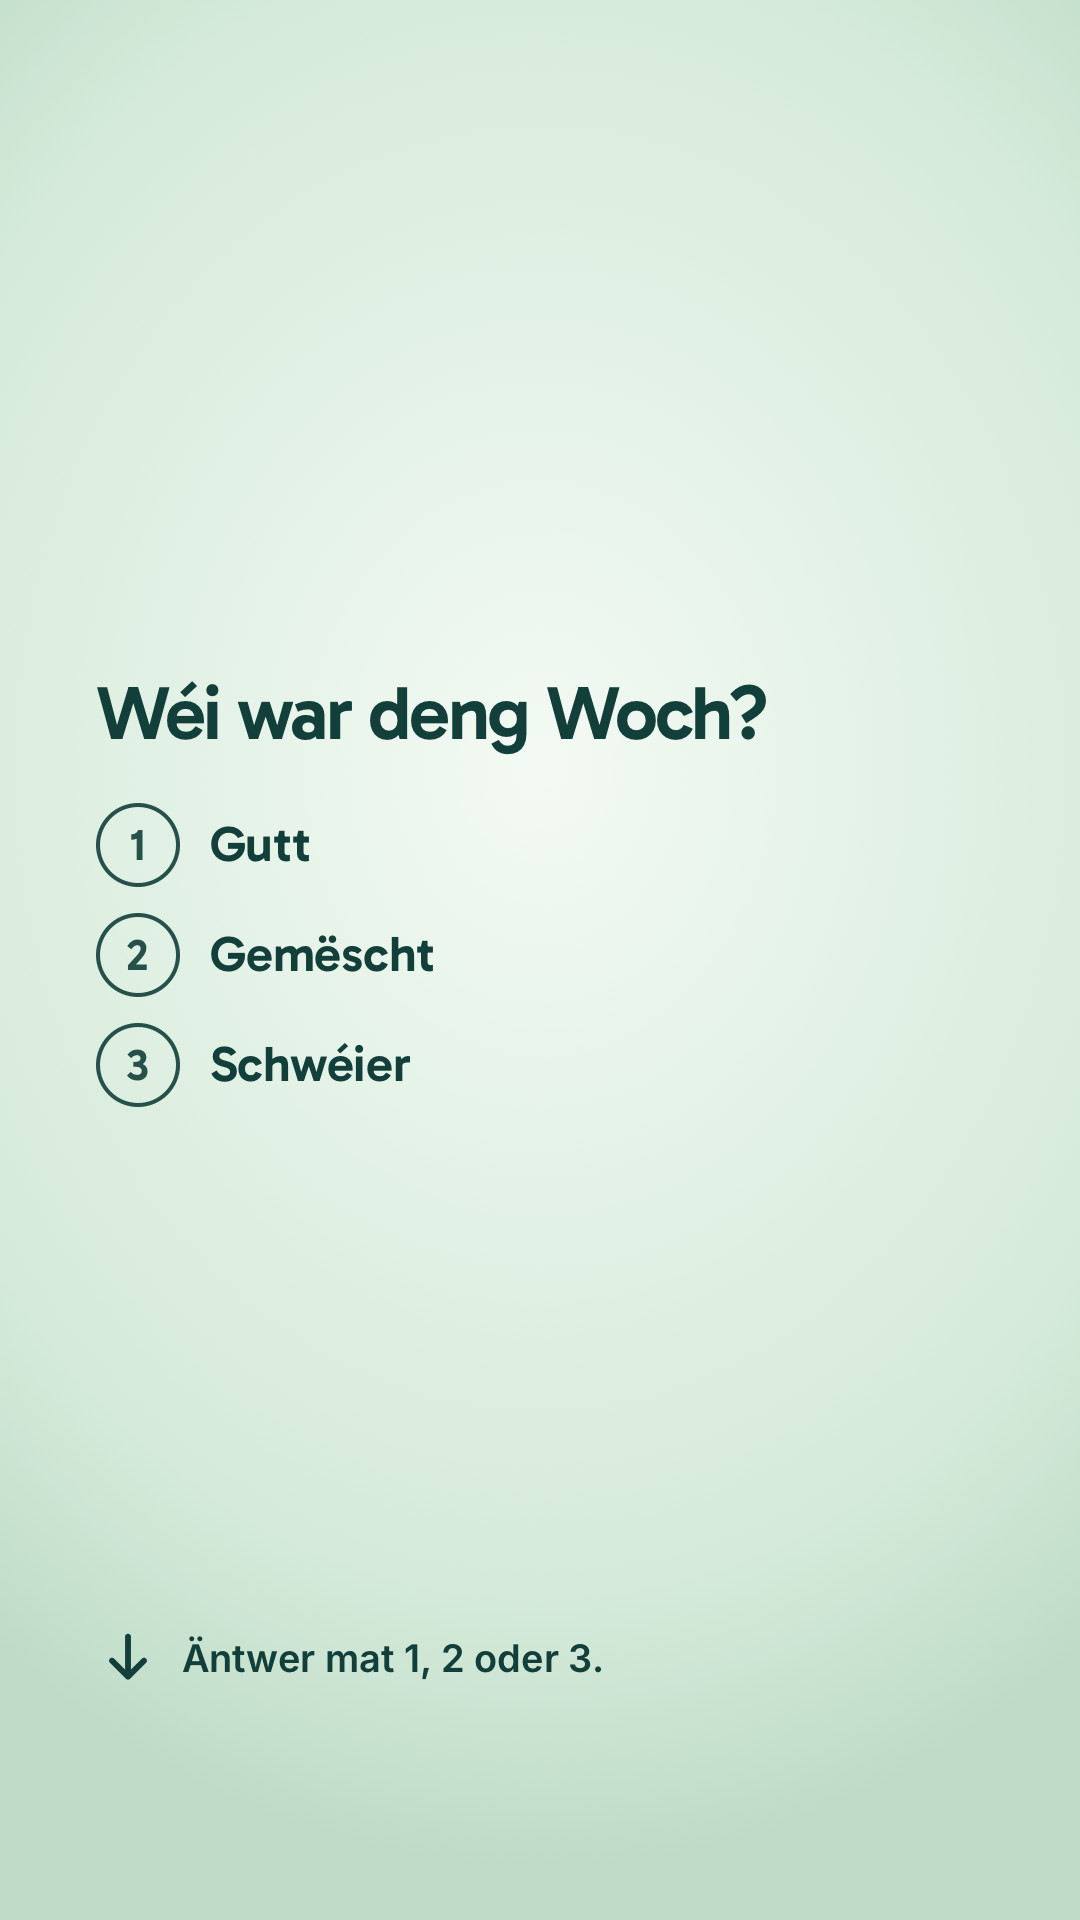 Wéi war deng Woch?
1 Gutt
2 Gemëscht
3 Schwéier
Äntwer mat 1, 2 oder 3.